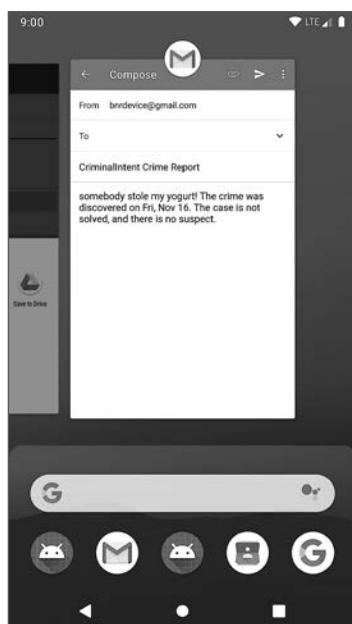 9:00 LTE
Compose
From bnrdevice@gmail.com
To
CriminalIntent Crime Report
somebody stole my yogurt! The crime was
discovered on Fri, Nov 16. The case is not
solved, and there is no suspect.
Save to Drive